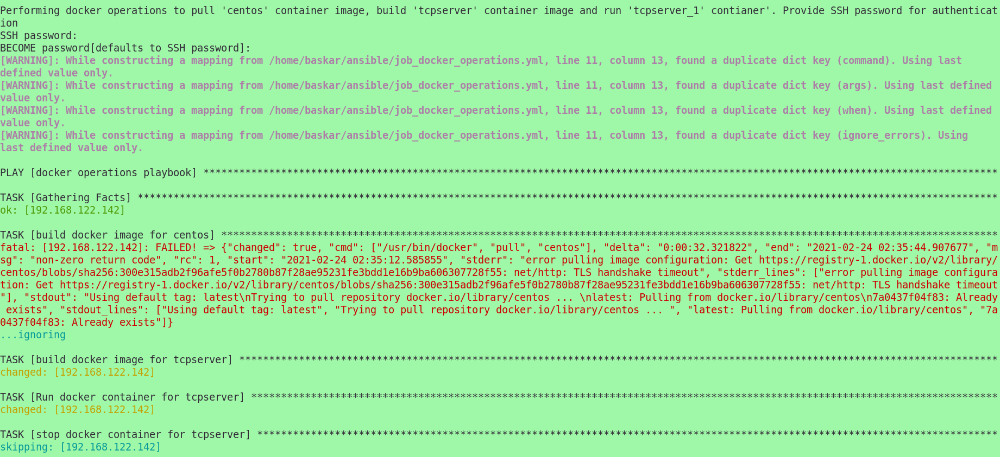 Performing docker operations to pull 'centos' container image, build 'tcpserver' container image and run 'tcpserver_1' contianer'. Provide SSH password for authenticat
ion
SSH password:
BECOME password[defaults to SSH password]:
[WARNING]: While constructing a mapping from /home/baskar/ansible/job_docker_operations.yml, line 11, column 13, found a duplicate dict key (command). Using last
defined value only.
[WARNING]: While constructing a mapping from /home/baskar/ansible/job_docker_operations.yml, line 11, column 13, found a duplicate dict key (args). Using last defined
value only.
[WARNING]: While constructing a mapping from /home/baskar/ansible/job_docker_operations.yml, line 11, column 13, found a duplicate dict key (when). Using last defined
value only.
[WARNING]: While constructing a mapping from /home/baskar/ansible/job_docker_operations.yml, line 11, column 13, found a duplicate dict key (ignore_errors). Using
last defined value only.
PLAY [docker operations playbook] *************************************************************************************************************************************
TASK [Gathering Facts] ************************************************************************************************************************************************
ok: [192.168.122.142]
TASK [build docker image for centos] **********************************************************************************************************************************
fatal: [192.168.122.142]: FAILED! => {"changed": true, "cmd": ["/usr/bin/docker", "pull", "centos"], "delta": "0:00:32.321822", "end": "2021-02-24 02:35:44.907677", "m
sg": "non-zero return code", "rc": 1, "start": "2021-02-24 02:35:12.585855", "stderr": "error pulling image configuration: Get https://registry-1.docker.io/v2/library/
centos/blobs/sha256:300e315adb2f96afe5f0b2780b87f28ae95231fe3bdd1e16b9ba606307728f55: net/http: TLS handshake timeout", "stderr_lines": ["error pulling image configura
tion: Get https://registry-1.docker.io/v2/library/centos/blobs/sha256:300e315adb2f96afe5f0b2780b87f28ae95231fe3bdd1e16b9ba606307728f55: net/http: TLS handshake timeout
"], "stdout": "Using default tag: latest\nTrying to pull repository docker.io/library/centos ... \nlatest: Pulling from docker.io/library/centos\n7a0437f04f83: Already
 exists", "stdout_lines": ["Using default tag: latest", "Trying to pull repository docker.io/library/centos ... ", "latest: Pulling from docker.io/library/centos", "7a
0437f04f83: Already exists"]}
...ignoring
TASK [build docker image for tcpserver] *******************************************************************************************************************************
changed: [192.168.122.142]
TASK [Run docker container for tcpserver] *****************************************************************************************************************************
changed: [192.168.122.142]
TASK [stop docker container for tcpserver] ****************************************************************************************************************************
skipping: [192.168.122.142]